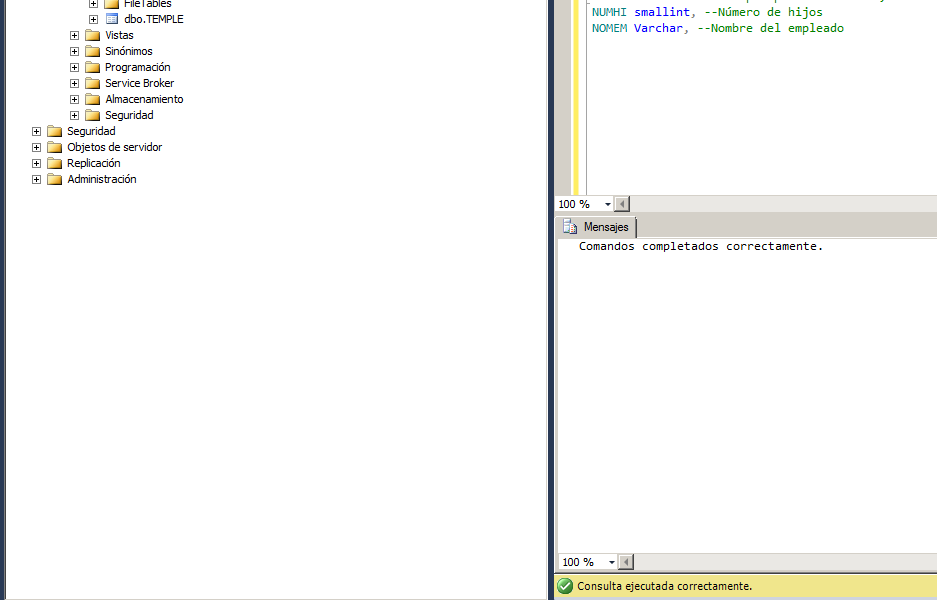 FileTables
dbo.TEMPLE
Vistas
Sinónimos
Programación
Service Broker
Almacenamiento
Seguridad
Seguridad
Objetos de servidor
Replicación
Administración
NUMHI smallint, --Número de hijos
NOMEM Varchar, --Nombre del empleado
100 %
Mensajes
Comandos completados correctamente.
100 %
Consulta ejecutada correctamente.